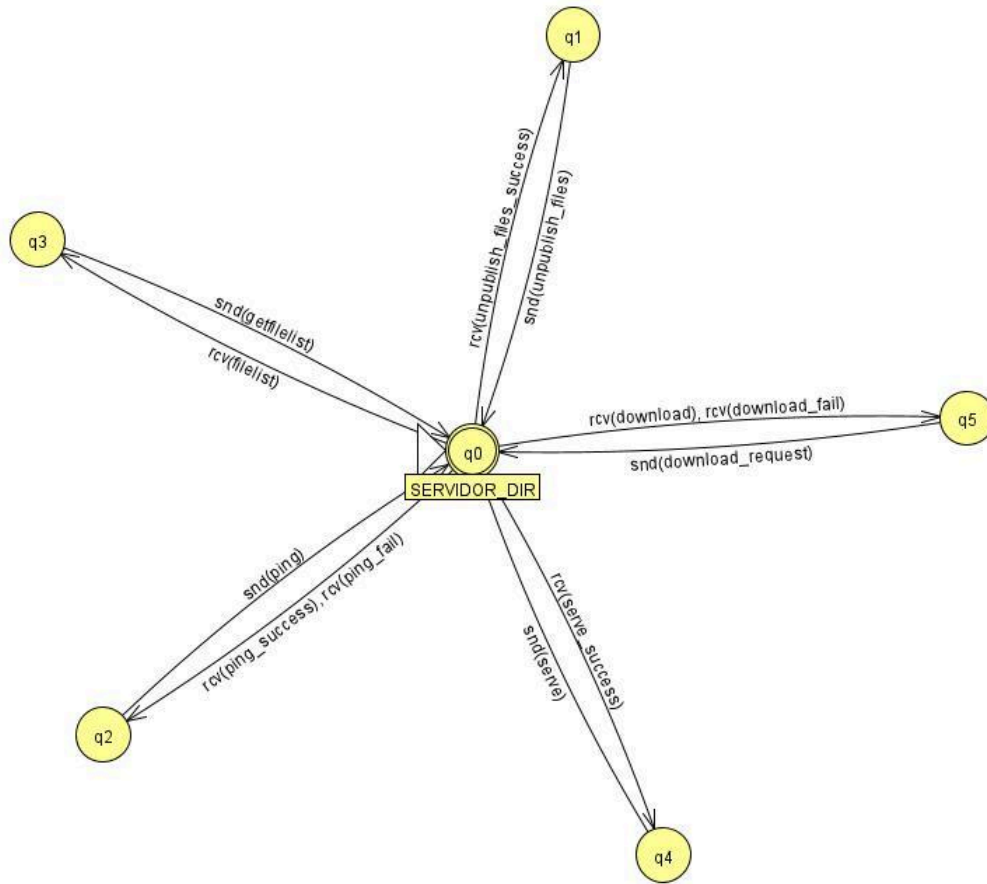 q1
rcv(unpublish_files_success)
snd(unpublish_files)
q3
snd(getfilelist)
rcv(filelist)
rcv(download), rcv(download_fail)
q5
snd(download_request)
q0
SERVIDOR_DIR
snd(ping)
rcv(ping_success), rcv(ping_fail)
q2
rcv(serve_success)
snd(serve)
q4